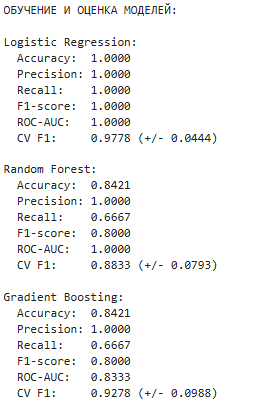 ОБУЧЕНИЕ И ОЦЕНКА МОДЕЛЕЙ:
Logistic Regression:
Accuracy: 1.0000
Precision: 1.0000
Recall: 1.0000
F1-score: 1.0000
ROC-AUC: 1.0000
CV F1: 0.9778 (+/- 0.0444)
Random Forest:
Accuracy: 0.8421
Precision: 1.0000
Recall: 0.6667
F1-score: 0.8000
ROC-AUC: 1.0000
CV F1: 0.8833 (+/- 0.0793)
Gradient Boosting:
Accuracy: 0.8421
Precision: 1.0000
Recall: 0.6667
F1-score: 0.8000
ROC-AUC: 0.8333
CV F1: 0.9278 (+/- 0.0988)